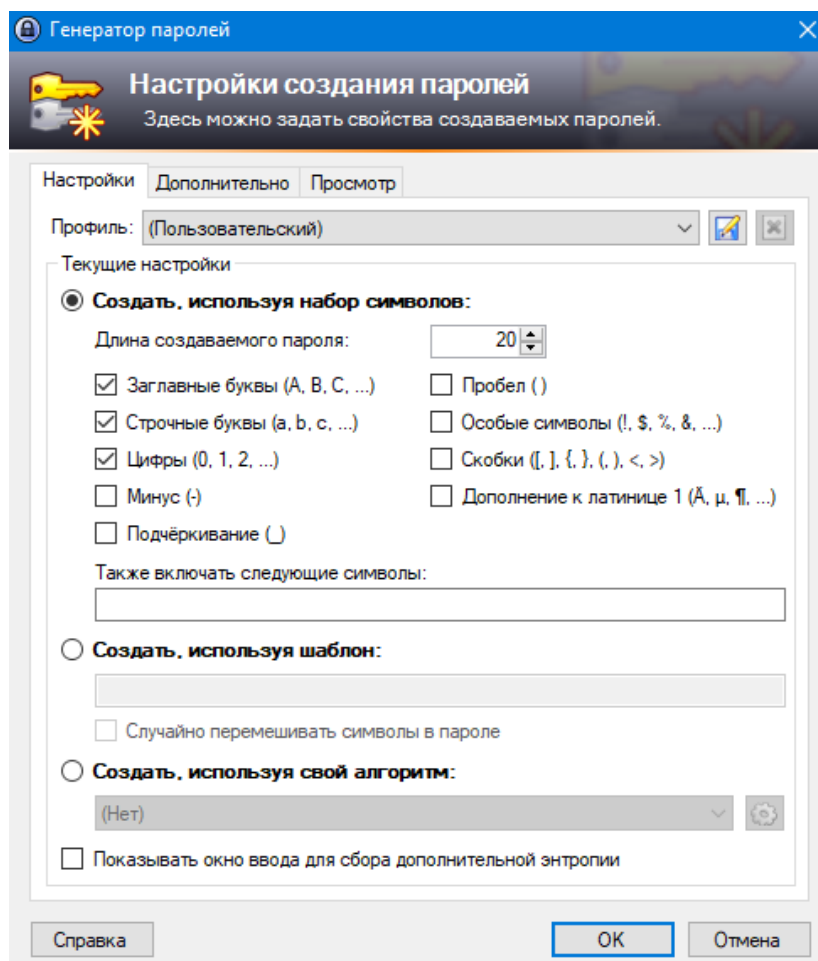 Генератор паролей
Настройки создания паролей
Здесь можно задать свойства создаваемых паролей.
Настройки Дополнительно Просмотр
Профиль: (Пользовательский)
Текущие настройки
Создать, используя набор символов:
Длина создаваемого пароля: 20
Заглавные буквы (A, B, C, ...) Пробел ( )
Строчные буквы (a, b, c, ...) Особые символы (!, $, %, &, ...)
Цифры (0, 1, 2, ...) Скобки ([, ], {, }, (, ), <, >)
Минус (-) Дополнение к латинице 1 (Ä, µ, ¶, ...)
Подчёркивание (_)
Также включать следующие символы:
Создать, используя шаблон:
Случайно перемешивать символы в пароле
Создать, используя свой алгоритм:
(Нет)
Показывать окно ввода для сбора дополнительной энтропии
Справка OK Отмена